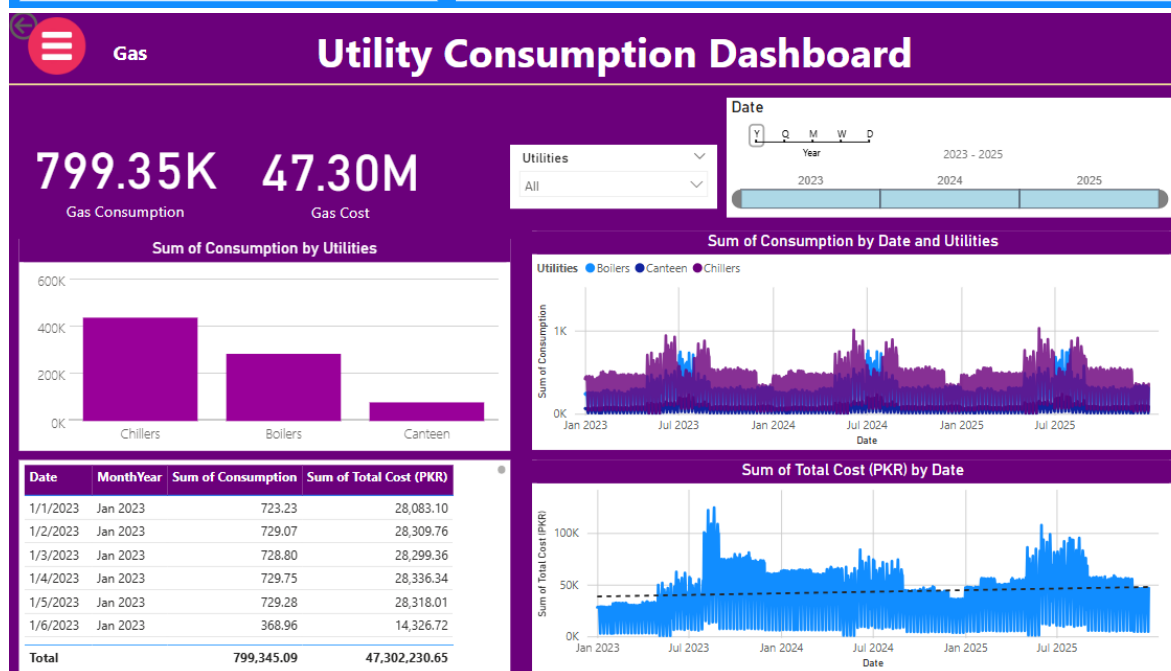 Gas
Utility Consumption Dashboard
799.35K
Gas Consumption
47.30M
Gas Cost
Utilities
All
Date
Y Q M W D
Year
2023 - 2025
2023 2024 2025
Sum of Consumption by Utilities
600K
400K
200K
0K
Chillers Boilers Canteen
Sum of Consumption by Date and Utilities
Utilities Boilers Canteen Chillers
Sum of Consumption
1K
0K
Jan 2023 Jul 2023 Jan 2024 Jul 2024 Jan 2025 Jul 2025
Date
Date MonthYear Sum of Consumption Sum of Total Cost (PKR)
1/1/2023 Jan 2023 723.23 28,083.10
1/2/2023 Jan 2023 729.07 28,309.76
1/3/2023 Jan 2023 728.80 28,299.36
1/4/2023 Jan 2023 729.75 28,336.34
1/5/2023 Jan 2023 729.28 28,318.01
1/6/2023 Jan 2023 368.96 14,326.72
Total 799,345.09 47,302,230.65
Sum of Total Cost (PKR) by Date
Sum of Total Cost (PKR)
100K
50K
0K
Jan 2023 Jul 2023 Jan 2024 Jul 2024 Jan 2025 Jul 2025
Date